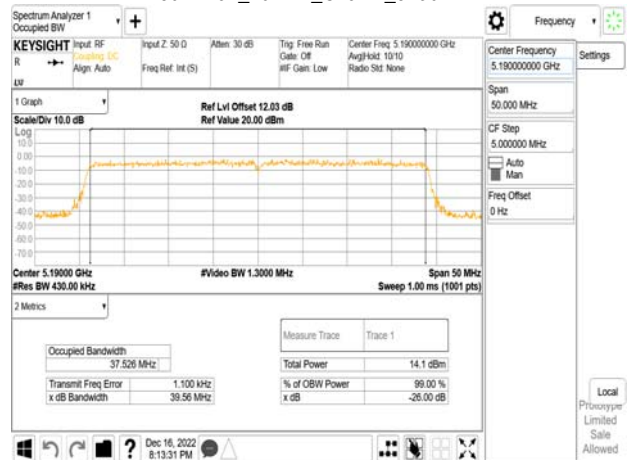 Spectrum Analyzer 1
Occupied BW
Frequency
KEYSIGHT
R
Input: RF
Coupling: DC
Align: Auto
Input Z: 50 Ω
Freq Ref: Int (S)
Atten: 30 dB
Trig: Free Run
Gate: Off
#IF Gain: Low
Center Freq: 5.190000000 GHz
Avg|Hold: 10/10
Radio Std: None
Center Frequency
5.190000000 GHz
Settings
Span
50.000 MHz
CF Step
5.000000 MHz
Auto
Man
Freq Offset
0 Hz
1 Graph
Scale/Div 10.0 dB
Ref Lvl Offset 12.03 dB
Ref Value 20.00 dBm
Log
10.0
0.00
-10.0
-20.0
-30.0
-40.0
-50.0
-60.0
-70.0
Center 5.19000 GHz
#Video BW 1.3000 MHz
Span 50 MHz
#Res BW 430.00 kHz
Sweep 1.00 ms (1001 pts)
2 Metrics
Measure Trace
Trace 1
Occupied Bandwidth
37.526 MHz
Total Power
14.1 dBm
Transmit Freq Error
1.100 kHz
% of OBW Power
99.00 %
x dB Bandwidth
39.56 MHz
x dB
-26.00 dB
Local
Prototype
Limited
Sale
Allowed
?
Dec 16, 2022
8:13:31 PM